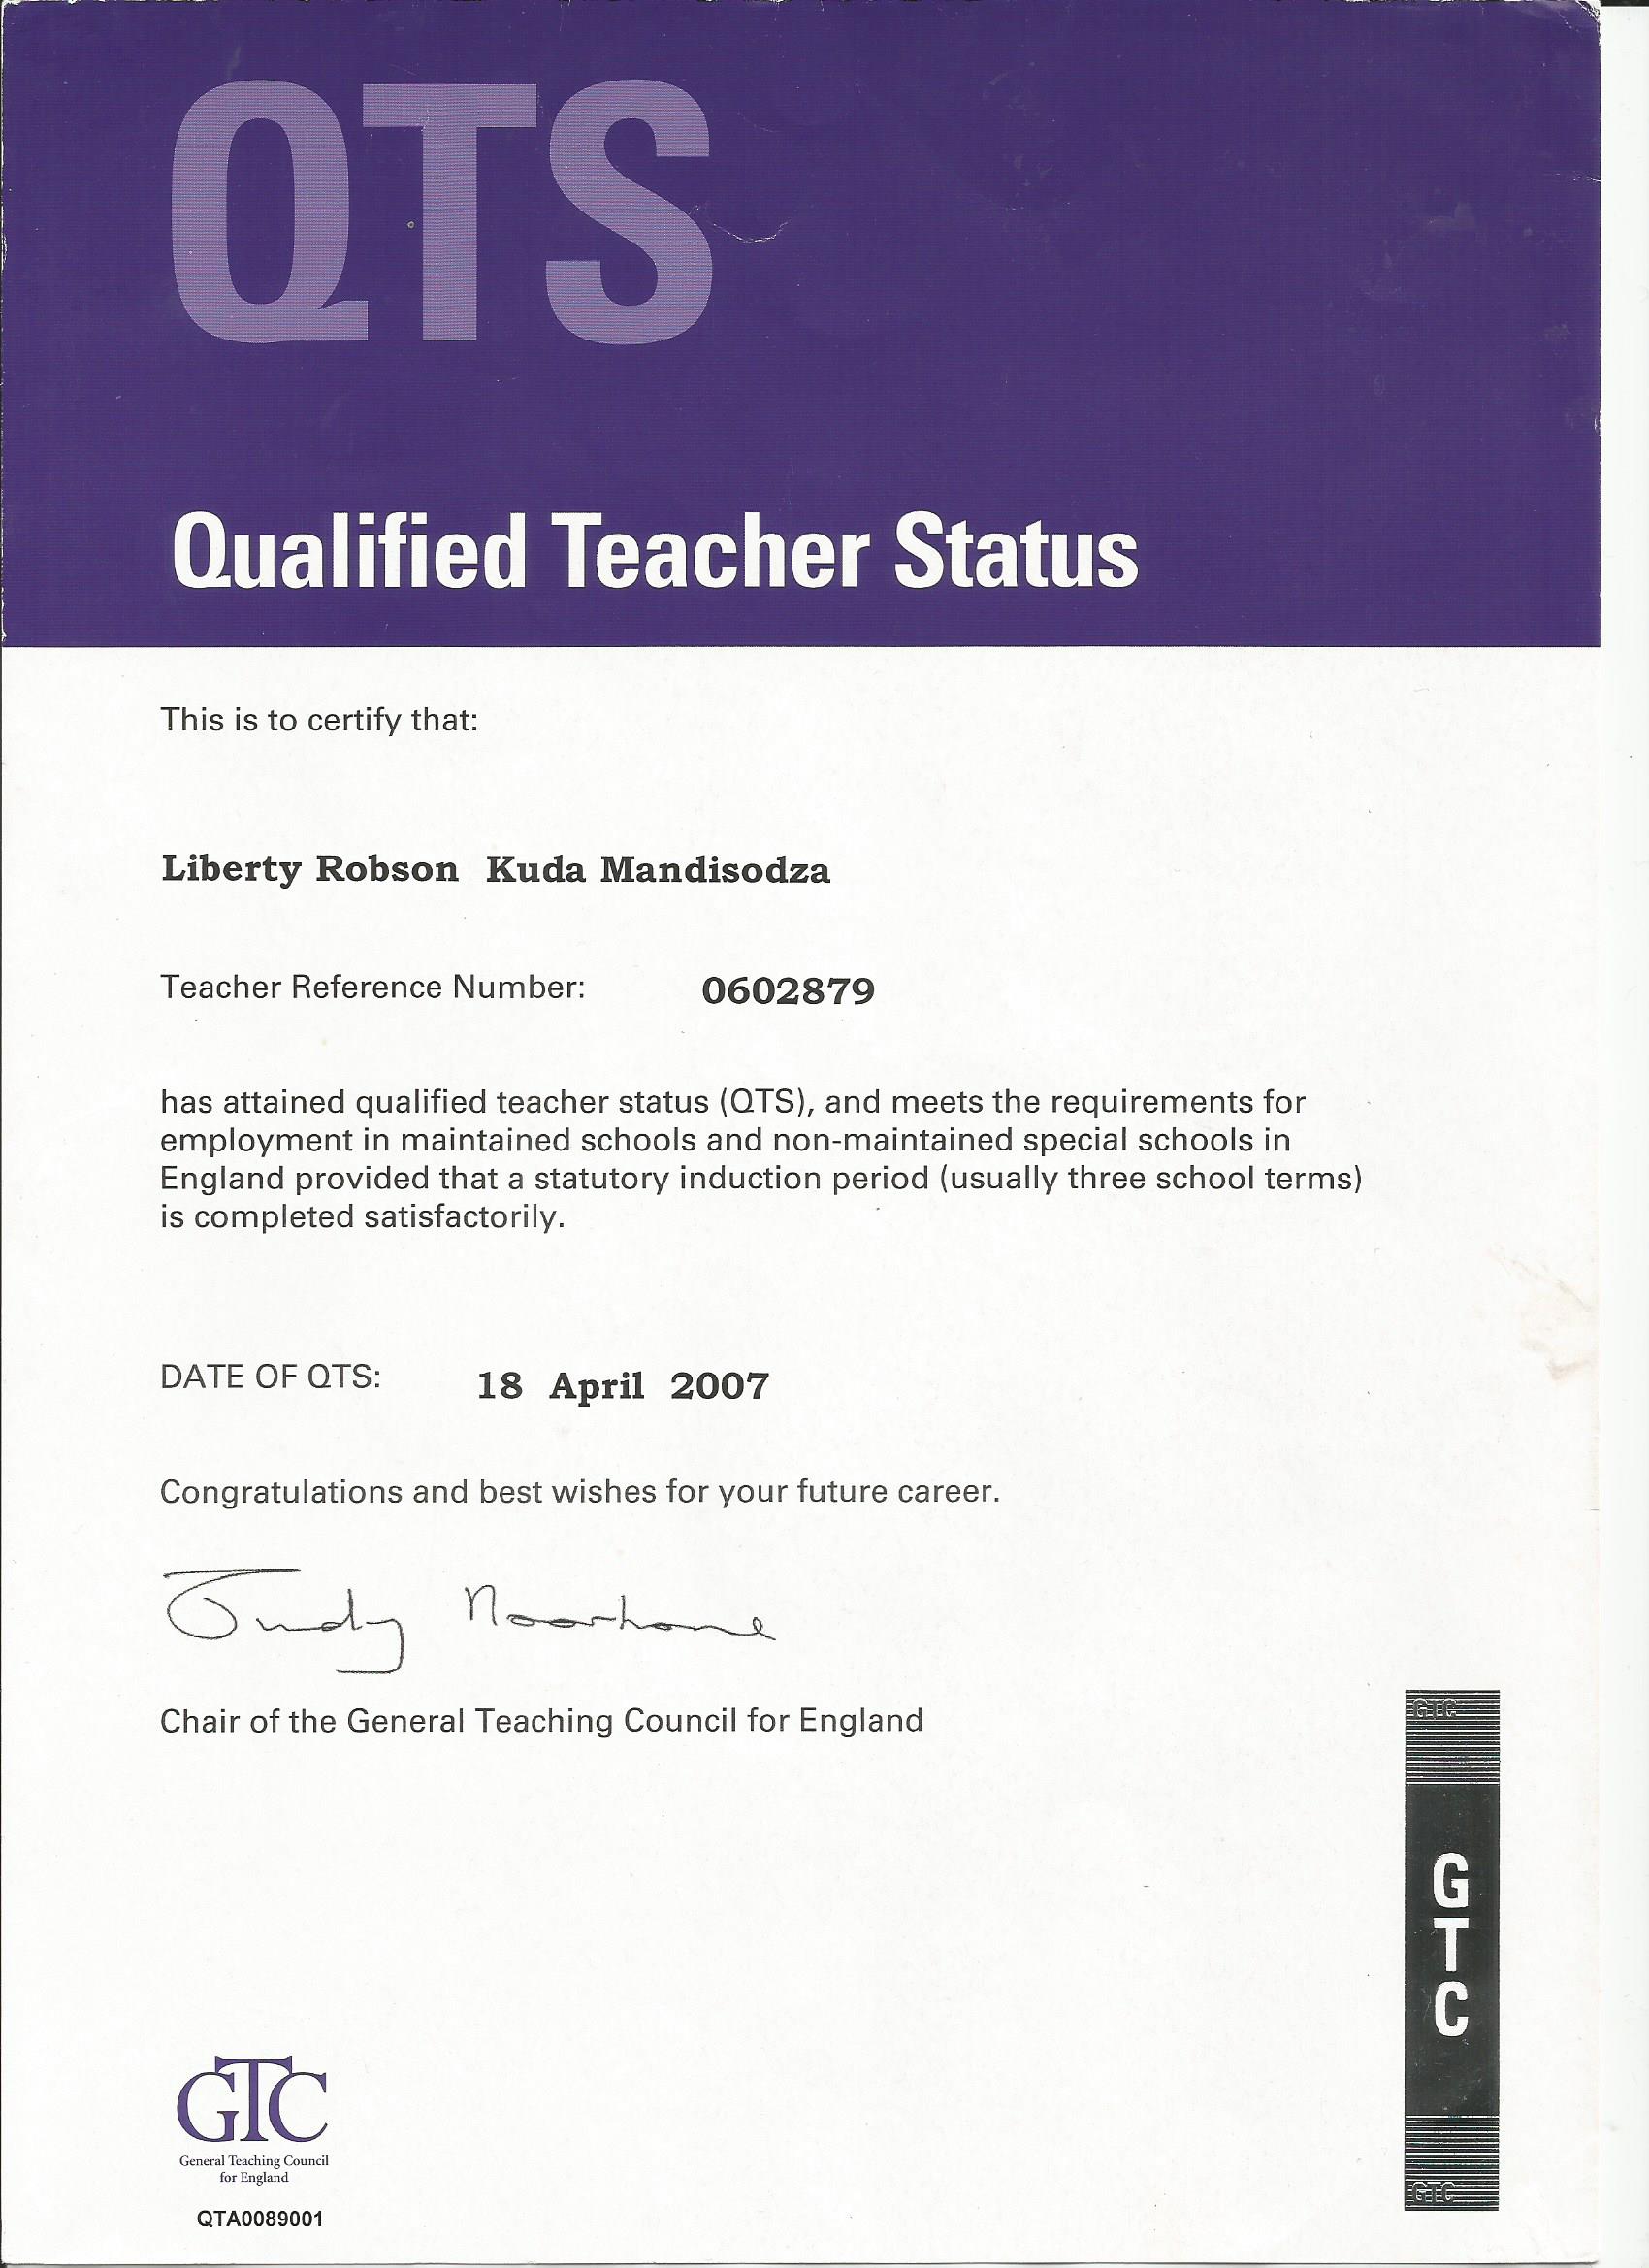 QTS
Qualified Teacher Status
This is to certify that:
Liberty Robson Kuda Mandisodza
Teacher Reference Number: 0602879
has attained qualified teacher status (QTS), and meets the requirements for
employment in maintained schools and non-maintained special schools in
England provided that a statutory induction period (usually three school terms)
is completed satisfactorily.
DATE OF QTS: 18 April 2007
Congratulations and best wishes for your future career.
Judy Moorhouse
Chair of the General Teaching Council for England
GTC
GTC
GTC
GTC
General Teaching Council
for England
QTA0089001